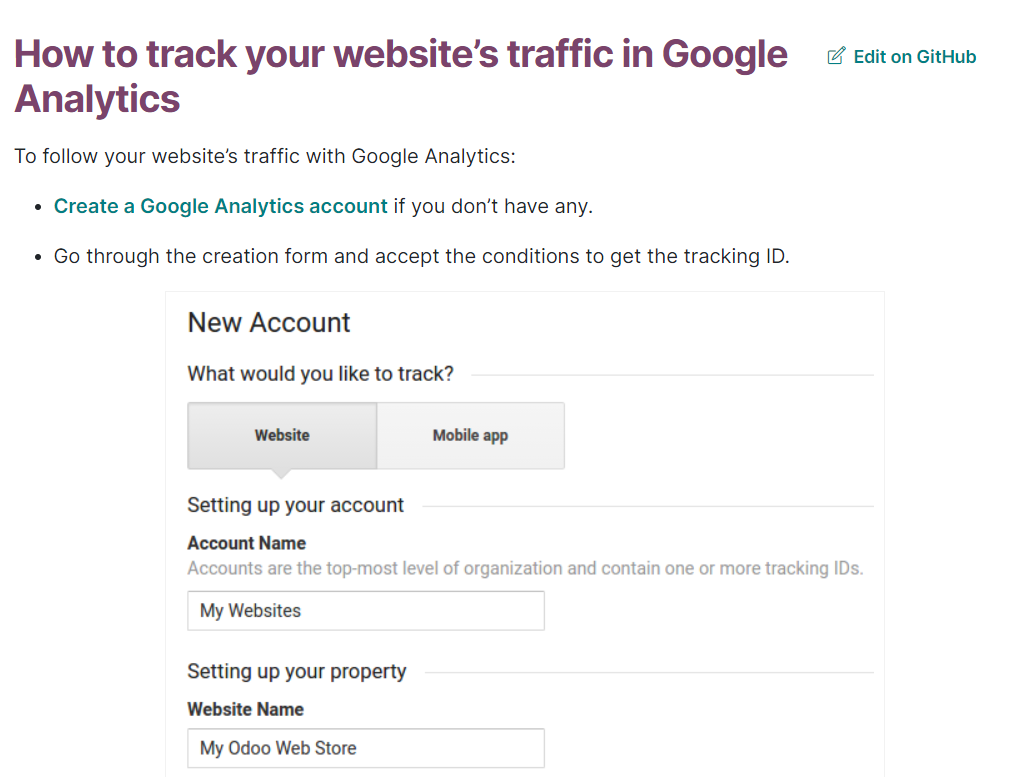 How to track your website’s traffic in Google
Analytics
Edit on GitHub
To follow your website’s traffic with Google Analytics:
• Create a Google Analytics account if you don’t have any.
• Go through the creation form and accept the conditions to get the tracking ID.
New Account
What would you like to track?
Website
Mobile app
Setting up your account
Account Name
Accounts are the top-most level of organization and contain one or more tracking IDs.
My Websites
Setting up your property
Website Name
My Odoo Web Store